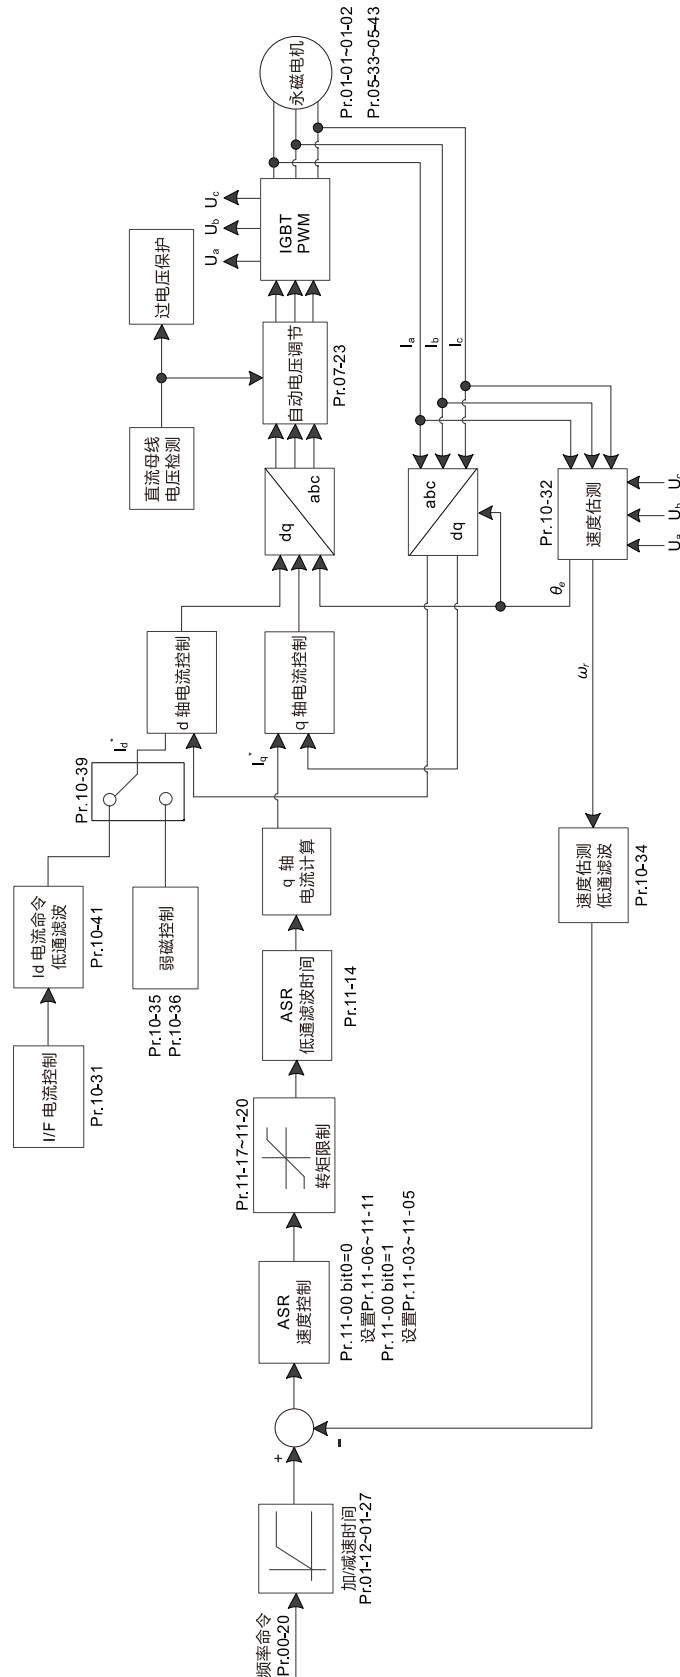 频率命令
Pr.00-20
加/减速时间
Pr.01-12~01-27
+
-
ASR
速度控制
Pr.11-00 bit0=0
设置Pr.11-06~11-11
Pr.11-00 bit0=1
设置Pr.11-03~11-05
Pr.11-17~11-20
转矩限制
ASR
低通滤波时间
Pr.11-14
q 轴
电流计算
I/F 电流控制
Pr.10-31
Id 电流命令
低通滤波
Pr.10-41
弱磁控制
Pr.10-35
Pr.10-36
Pr.10-39
Id*
Iq*
d 轴电流控制
q 轴电流控制
dq
abc
直流母线
电压检测
过电压保护
自动电压调节
Pr.07-23
IGBT
PWM
Ua
Ub
Uc
永磁电机
Pr.01-01~01-02
Pr.05-33~05-43
Ia
Ib
Ic
abc
dq
Pr.10-32
速度估测
Ua
Ub
Uc
θe
ωr
速度估测
低通滤波
Pr.10-34